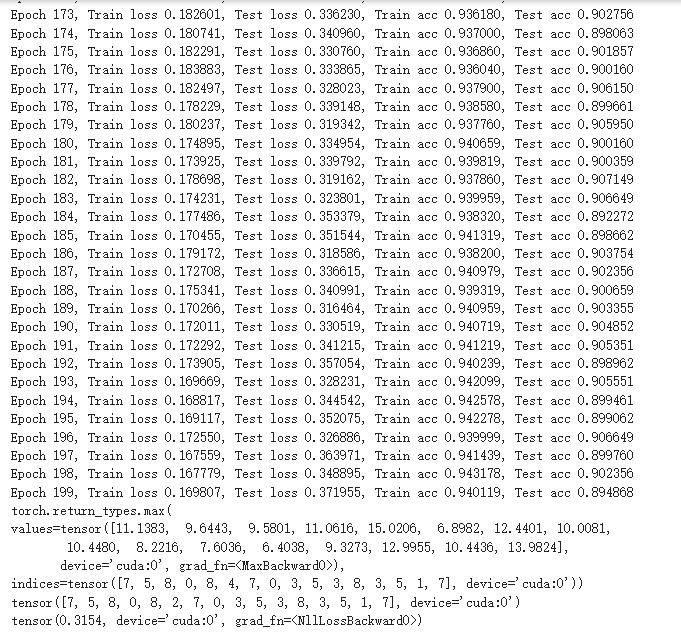 Epoch 173, Train loss 0.182601, Test loss 0.336230, Train acc 0.936180, Test acc 0.902756
Epoch 174, Train loss 0.180741, Test loss 0.340960, Train acc 0.937000, Test acc 0.898063
Epoch 175, Train loss 0.182291, Test loss 0.330760, Train acc 0.936860, Test acc 0.901857
Epoch 176, Train loss 0.183883, Test loss 0.333865, Train acc 0.936040, Test acc 0.900160
Epoch 177, Train loss 0.182497, Test loss 0.328023, Train acc 0.937900, Test acc 0.906150
Epoch 178, Train loss 0.178229, Test loss 0.339148, Train acc 0.938580, Test acc 0.899661
Epoch 179, Train loss 0.180237, Test loss 0.319342, Train acc 0.937760, Test acc 0.905950
Epoch 180, Train loss 0.174895, Test loss 0.334954, Train acc 0.940659, Test acc 0.900160
Epoch 181, Train loss 0.173925, Test loss 0.339792, Train acc 0.939819, Test acc 0.900359
Epoch 182, Train loss 0.178698, Test loss 0.319162, Train acc 0.937860, Test acc 0.907149
Epoch 183, Train loss 0.174231, Test loss 0.323801, Train acc 0.939959, Test acc 0.906649
Epoch 184, Train loss 0.177486, Test loss 0.353379, Train acc 0.938320, Test acc 0.892272
Epoch 185, Train loss 0.170455, Test loss 0.351544, Train acc 0.941319, Test acc 0.898662
Epoch 186, Train loss 0.179172, Test loss 0.318586, Train acc 0.938200, Test acc 0.903754
Epoch 187, Train loss 0.172708, Test loss 0.336615, Train acc 0.940979, Test acc 0.902356
Epoch 188, Train loss 0.175341, Test loss 0.340991, Train acc 0.939319, Test acc 0.900659
Epoch 189, Train loss 0.170266, Test loss 0.316464, Train acc 0.940959, Test acc 0.903355
Epoch 190, Train loss 0.172011, Test loss 0.330519, Train acc 0.940719, Test acc 0.904852
Epoch 191, Train loss 0.172292, Test loss 0.341215, Train acc 0.941219, Test acc 0.905351
Epoch 192, Train loss 0.173905, Test loss 0.357054, Train acc 0.940239, Test acc 0.898962
Epoch 193, Train loss 0.169669, Test loss 0.328231, Train acc 0.942099, Test acc 0.905551
Epoch 194, Train loss 0.168817, Test loss 0.344542, Train acc 0.942578, Test acc 0.899461
Epoch 195, Train loss 0.169117, Test loss 0.352075, Train acc 0.942278, Test acc 0.899062
Epoch 196, Train loss 0.172550, Test loss 0.326886, Train acc 0.939999, Test acc 0.906649
Epoch 197, Train loss 0.167559, Test loss 0.363971, Train acc 0.941439, Test acc 0.899760
Epoch 198, Train loss 0.167779, Test loss 0.348895, Train acc 0.943178, Test acc 0.902356
Epoch 199, Train loss 0.169807, Test loss 0.371955, Train acc 0.940119, Test acc 0.894868
torch.return_types.max(
values=tensor([11.1383, 9.6443, 9.5801, 11.0616, 15.0206, 6.8982, 12.4401, 10.0081,
10.4480, 8.2216, 7.6036, 6.4038, 9.3273, 12.9955, 10.4436, 13.9824],
device='cuda:0', grad_fn=<MaxBackward0>),
indices=tensor([7, 5, 8, 0, 8, 4, 7, 0, 3, 5, 3, 8, 3, 5, 1, 7], device='cuda:0'))
tensor([7, 5, 8, 0, 8, 2, 7, 0, 3, 5, 3, 8, 3, 5, 1, 7], device='cuda:0')
tensor(0.3154, device='cuda:0', grad_fn=<NllLossBackward0>)